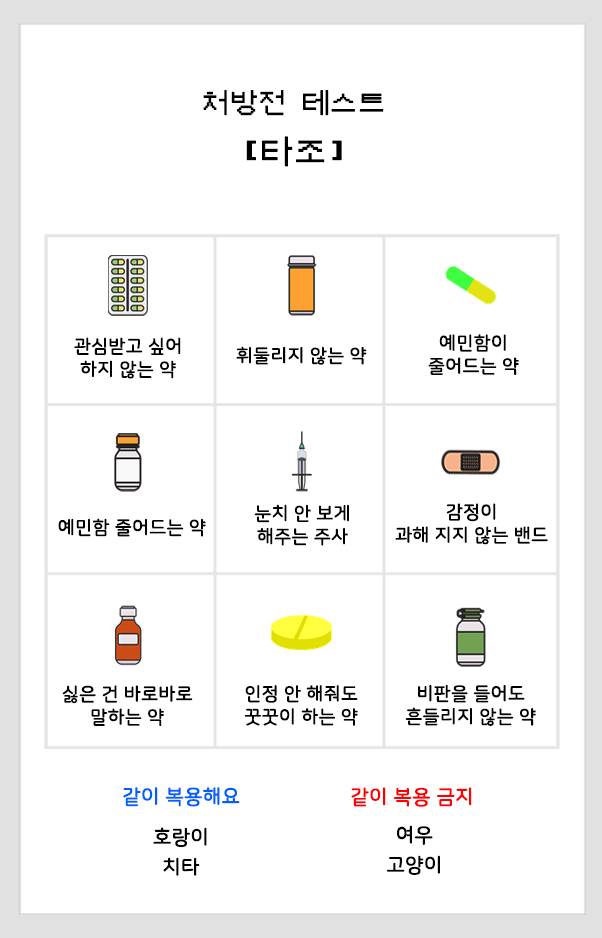 처방전 테스트
[타조]
관심받고 싶어
하지 않는 약
휘둘리지 않는 약
예민함이
줄어드는 약
예민함 줄어드는 약
눈치 안 보게
해주는 주사
감정이
과해 지지 않는 밴드
싫은 건 바로바로
말하는 약
인정 안 해줘도
꿋꿋이 하는 약
비판을 들어도
흔들리지 않는 약
같이 복용해요
호랑이
치타
같이 복용 금지
여우
고양이